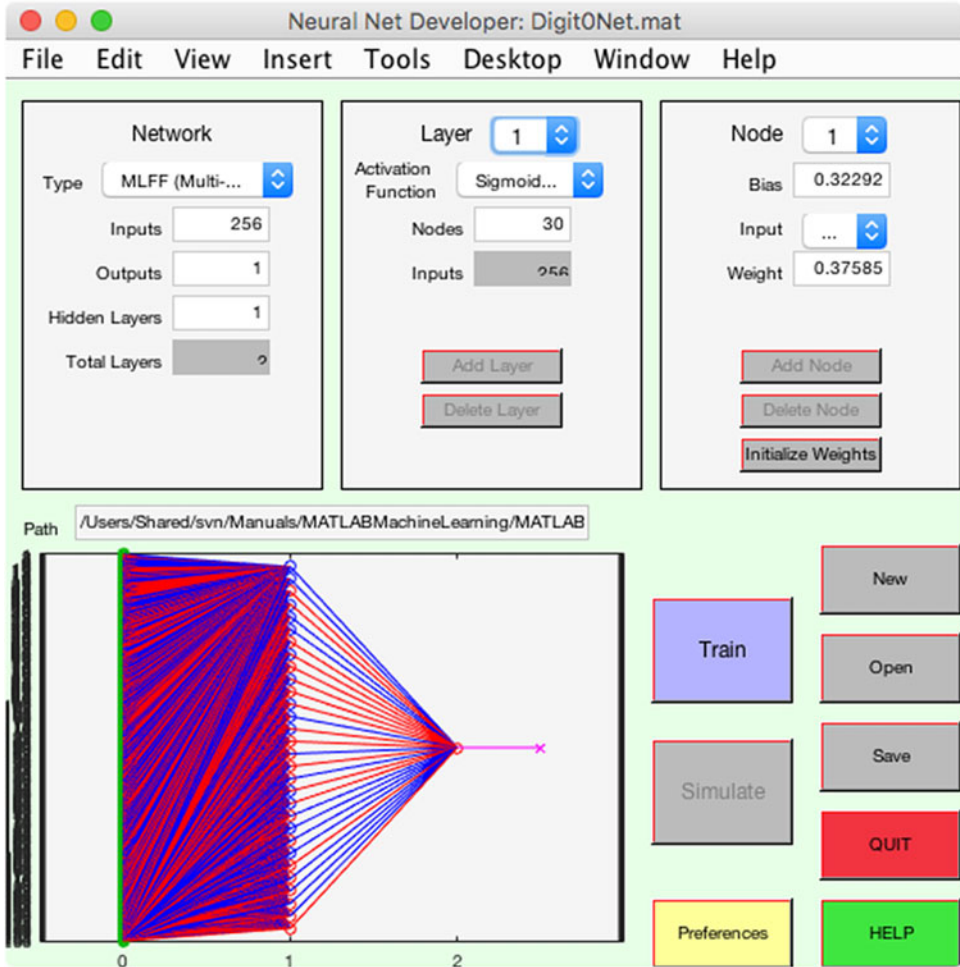 Neural Net Developer: Digit0Net.mat
File Edit View Insert Tools Desktop Window Help
Network
Type MLFF (Multi-...
Inputs 256
Outputs 1
Hidden Layers 1
Total Layers
Layer 1
Activation
Function Sigmoid...
Nodes 30
Inputs 256
Add Layer
Delete Layer
Node 1
Bias 0.32292
Input ...
Weight 0.37585
Add Node
Delete Node
Initialize Weights
Path /Users/Shared/svn/Manuals/MATLABMachineLearning/MATLAB
0 1 2
Train
Simulate
Preferences
New
Open
Save
QUIT
HELP